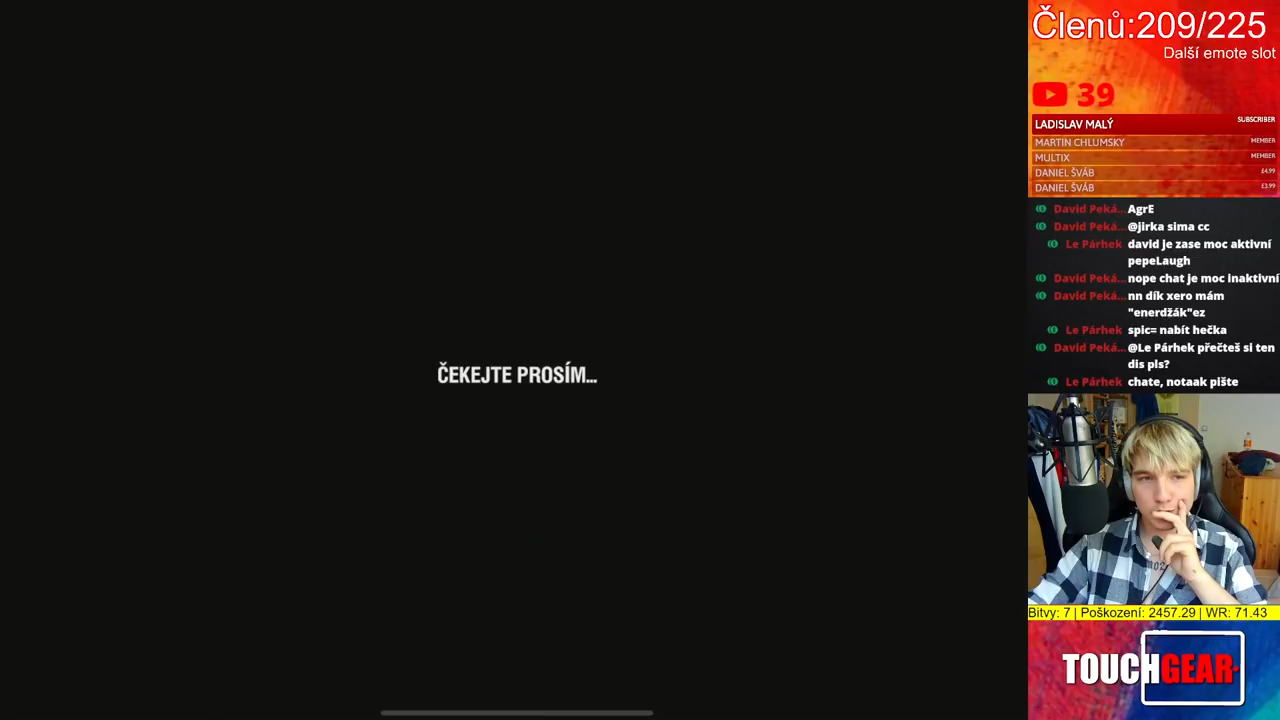 Členů:209/225
Další emote slot
39
LADISLAV MALÝ SUBSCRIBER
MARTIN CHLUMSKY MEMBER
MULTIX MEMBER
DANIEL ŠVÁB £4.99
DANIEL ŠVÁB £3.99
David Peká... AgrE
David Peká... @jirka sima cc
Le Párhek david je zase moc aktivní
pepeLaugh
David Peká... nope chat je moc inaktivní
David Peká... nn dík xero mám
"enerdžák"ez
Le Párhek spic= nabít hečka
David Peká... @Le Párhek přečteš si ten
dis pls?
Le Párhek chate, notaak pište
ČEKEJTE PROSÍM...
Bitvy: 7 | Poškození: 2457.29 | WR: 71.43
TOUCHGEAR